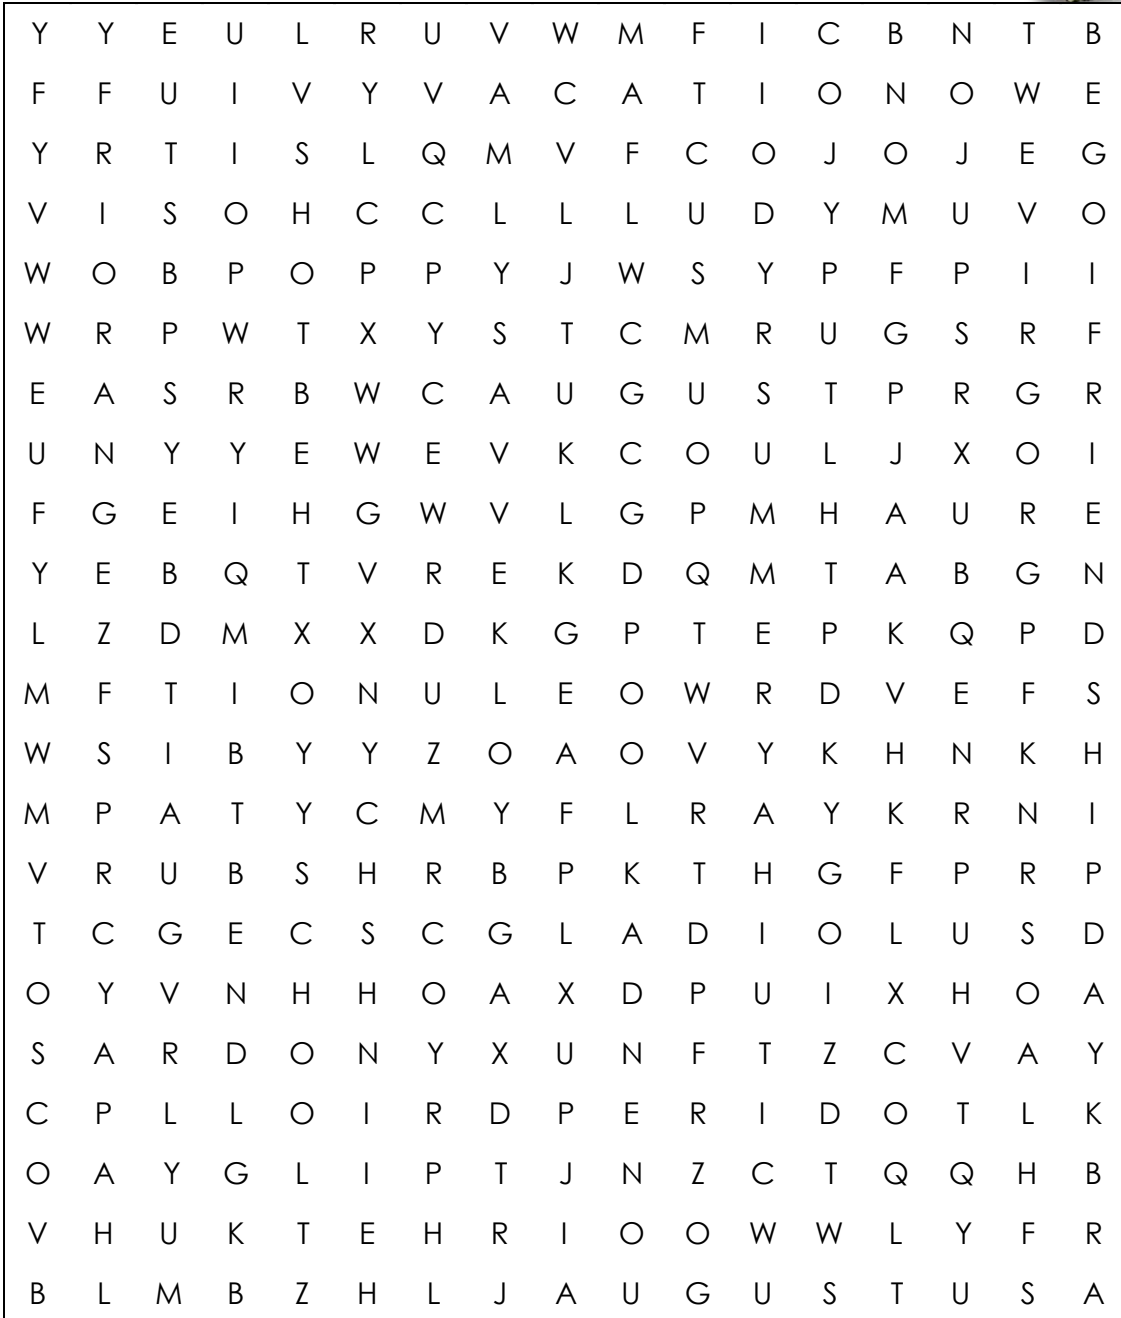 Y Y E U L R U V W M F I C B N T B
F F U I V Y V A C A T I O N O W E
Y R T I S L Q M V F C O J O J E G
V I S O H C C L L L U D Y M U V O
W O B P O P P Y J W S Y P F P I I
W R P W T X Y S T C M R U G S R F
E A S R B W C A U G U S T P R G R
U N Y Y E W E V K C O U L J X O I
F G E I H G W V L G P M H A U R E
Y E B Q T V R E K D Q M T A B G N
L Z D M X X D K G P T E P K Q P D
M F T I O N U L E O W R D V E F S
W S I B Y Y Z O A O V Y K H N K H
M P A T Y C M Y F L R A Y K R N I
V R U B S H R B P K T H G F P R P
T C G E C S C G L A D I O L U S D
O Y V N H H O A X D P U I X H O A
S A R D O N Y X U N F T Z C V A Y
C P L L O I R D P E R I D O T L K
O A Y G L I P T J N Z C T Q Q H B
V H U K T E H R I O O W W L Y F R
B L M B Z H L J A U G U S T U S A